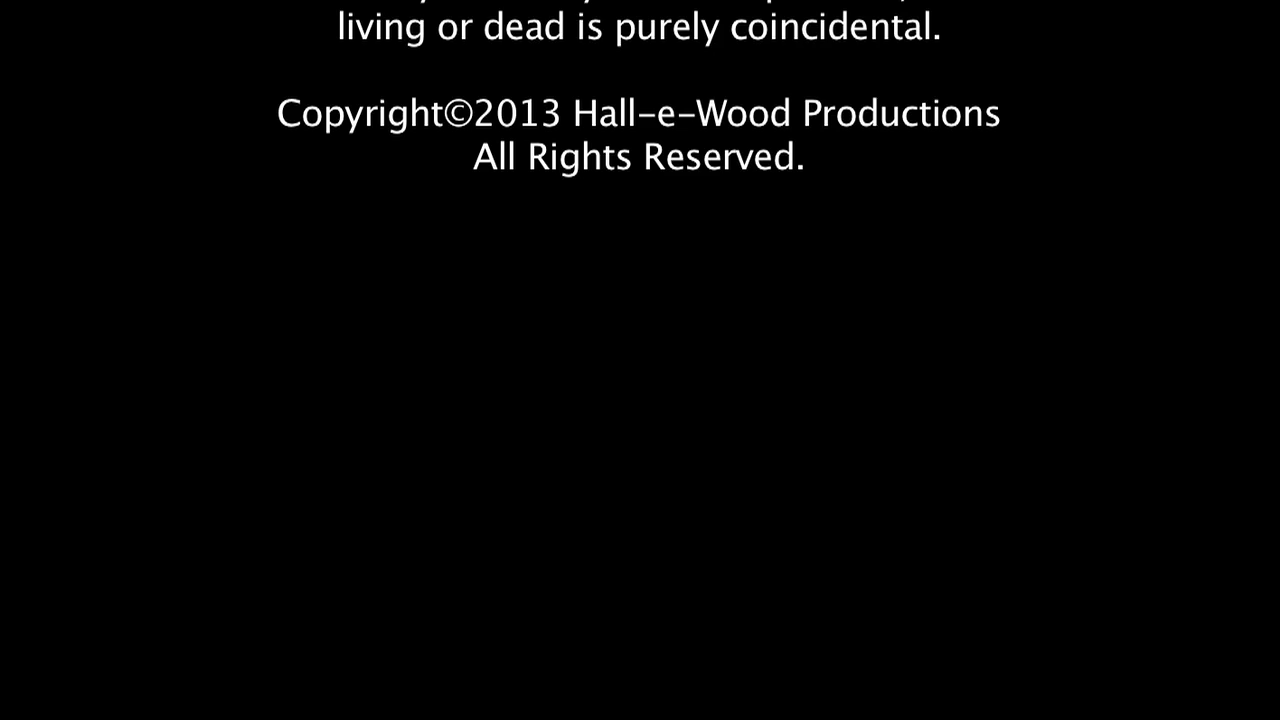 living or dead is purely coincidental.
Copyright©2013 Hall-e-Wood Productions
All Rights Reserved.